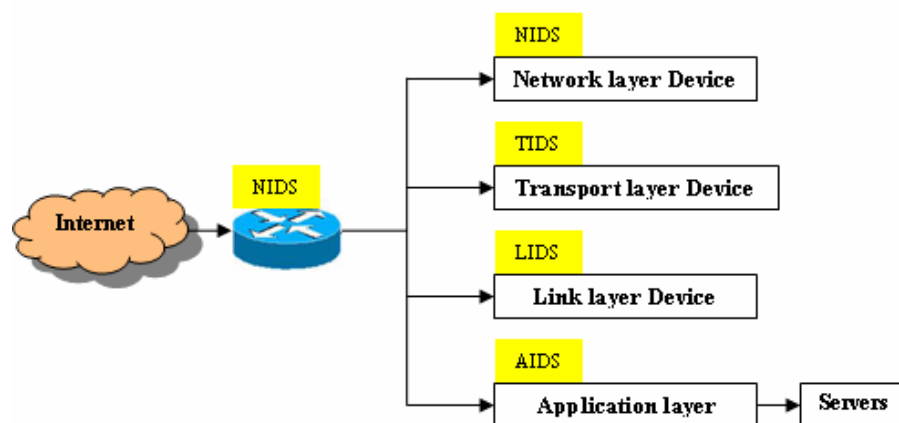 NIDS
Network layer Device
TIDS
Transport layer Device
NIDS
Internet
LIDS
Link layer Device
AIDS
Application layer
Servers